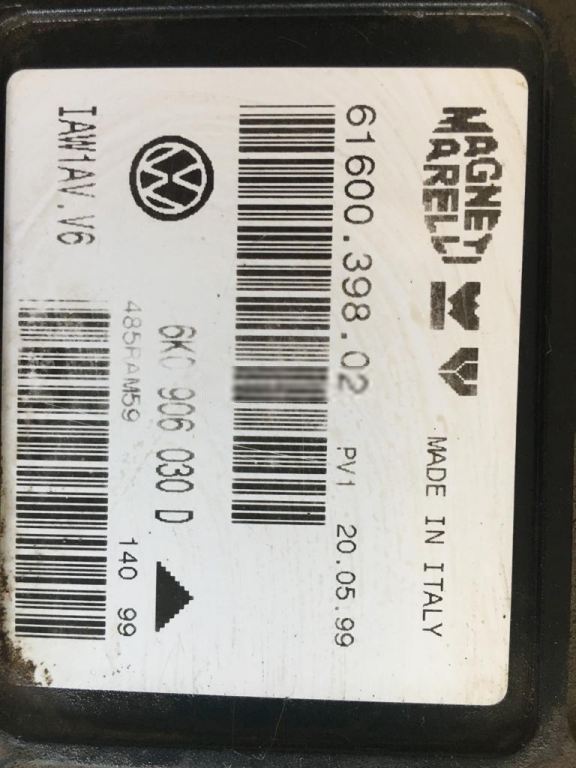 MAGNETI
MARELLI
MADE IN ITALY
61600.398.02
PV1 20.05.99
6K0 906 030 D
485RAM59
140 99
IAW1AV.V6